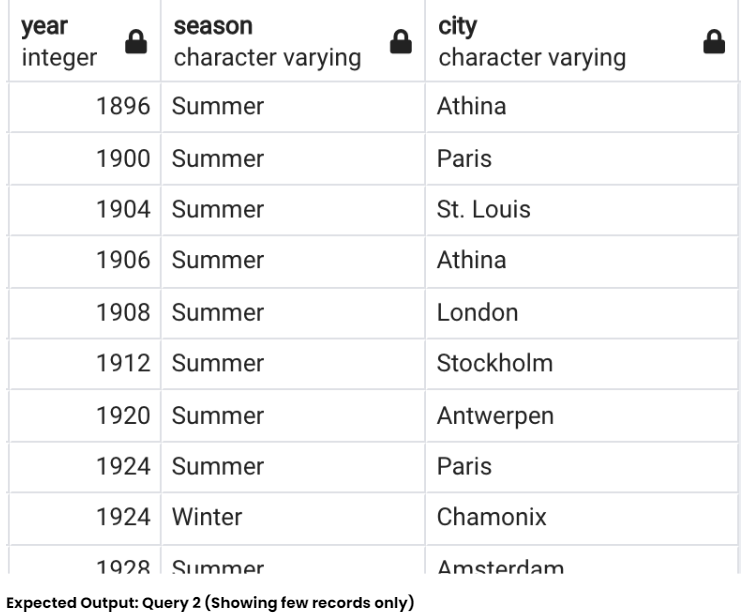 year season city
integer character varying character varying
1896 Summer Athina
1900 Summer Paris
1904 Summer St. Louis
1906 Summer Athina
1908 Summer London
1912 Summer Stockholm
1920 Summer Antwerpen
1924 Summer Paris
1924 Winter Chamonix
1928 Summer Amsterdam
Expected Output: Query 2 (Showing few records only)